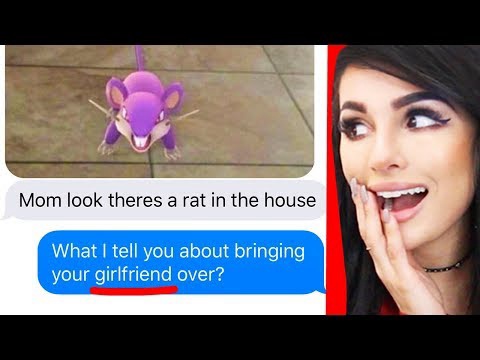 Mom look theres a rat in the house
What I tell you about bringing
your girlfriend over?